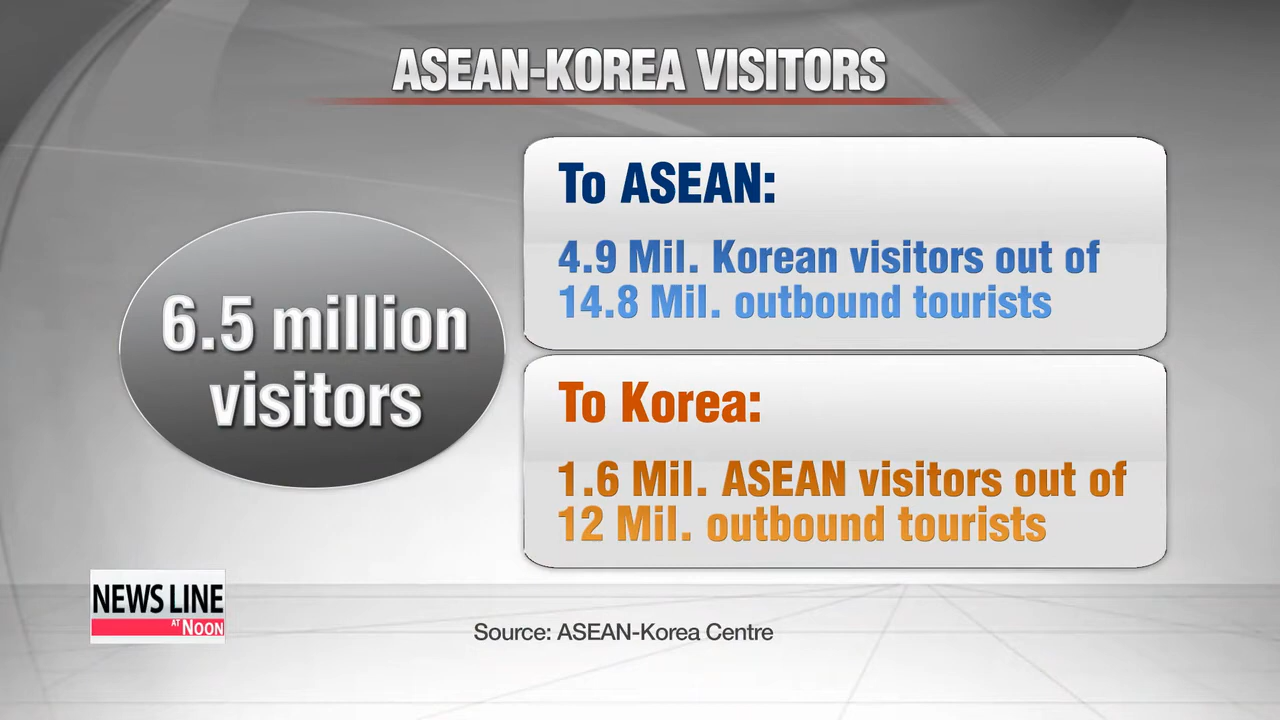 ASEAN-KOREA VISITORS
6.5 million
visitors
To ASEAN:
4.9 Mil. Korean visitors out of
14.8 Mil. outbound tourists
To Korea:
1.6 Mil. ASEAN visitors out of
12 Mil. outbound tourists
NEWS LINE
AT NOON
Source: ASEAN-Korea Centre